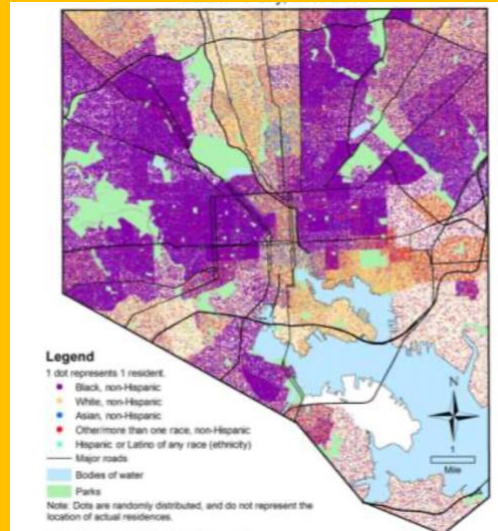 Legend
1 dot represents 1 resident.
Black, non-Hispanic
White, non-Hispanic
Asian, non-Hispanic
Other/more than one race, non-Hispanic
Hispanic or Latino of any race (ethnicity)
Major roads
Bodies of water
Parks
Note: Dots are randomly distributed, and do not represent the
location of actual residences.
N
1
Mile